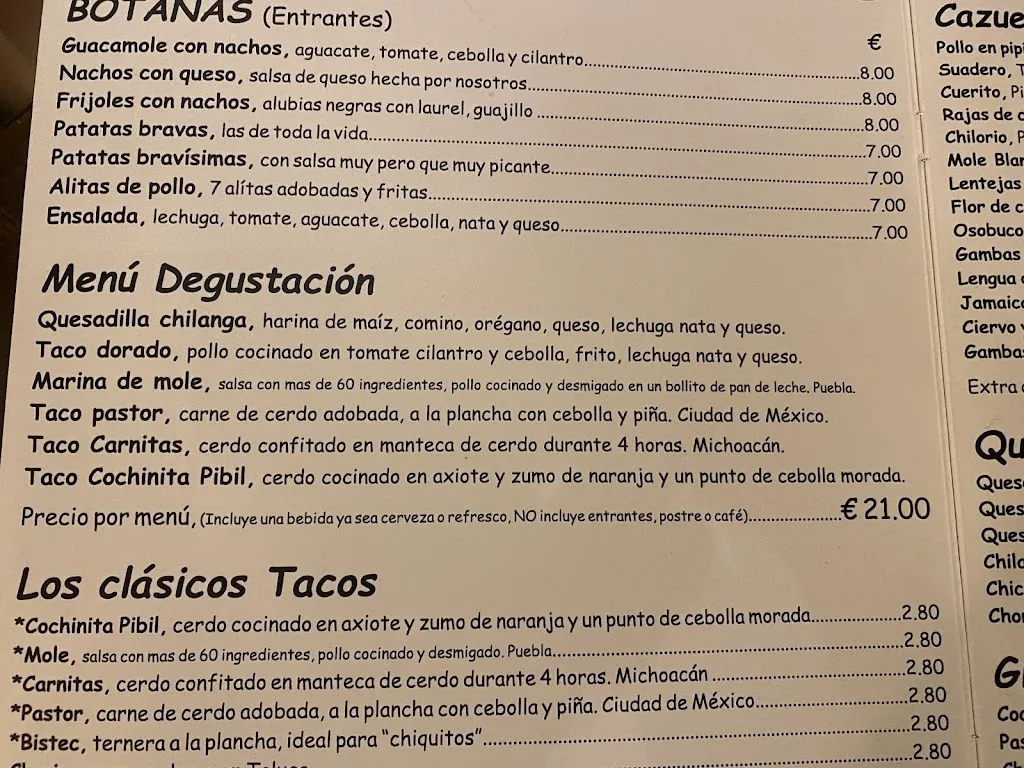 BOTANAS (Entrantes)
€
Guacamole con nachos, aguacate, tomate, cebolla y cilantro....8.00
Nachos con queso, salsa de queso hecha por nosotros....8.00
Frijoles con nachos, alubias negras con laurel, guajillo ....8.00
Patatas bravas, las de toda la vida....7.00
Patatas bravísimas, con salsa muy pero que muy picante....7.00
Alitas de pollo, 7 alítas adobadas y fritas....7.00
Ensalada, lechuga, tomate, aguacate, cebolla, nata y queso....7.00
Menú Degustación
Quesadilla chilanga, harina de maíz, comino, orégano, queso, lechuga nata y queso.
Taco dorado, pollo cocinado en tomate cilantro y cebolla, frito, lechuga nata y queso.
Marina de mole, salsa con mas de 60 ingredientes, pollo cocinado y desmigado en un bollito de pan de leche. Puebla.
Taco pastor, carne de cerdo adobada, a la plancha con cebolla y piña. Ciudad de México.
Taco Carnitas, cerdo confitado en manteca de cerdo durante 4 horas. Michoacán.
Taco Cochinita Pibil, cerdo cocinado en axiote y zumo de naranja y un punto de cebolla morada.
Precio por menú, (Incluye una bebida ya sea cerveza o refresco, NO incluye entrantes, postre o café)....€ 21.00
Los clásicos Tacos
*Cochinita Pibil, cerdo cocinado en axiote y zumo de naranja y un punto de cebolla morada....2.80
*Mole, salsa con mas de 60 ingredientes, pollo cocinado y desmigado. Puebla....2.80
*Carnitas, cerdo confitado en manteca de cerdo durante 4 horas. Michoacán ....2.80
*Pastor, carne de cerdo adobada, a la plancha con cebolla y piña. Ciudad de México....2.80
*Bistec, ternera a la plancha, ideal para "chiquitos"....2.80
2.80
Cazue
Pollo en pipi
Suadero, T
Cuerito, Pi
Rajas de c
Chilorio, P
Mole Blan
Lentejas
Flor de c
Osobuco
Gambas
Lengua
Jamaica
Ciervo y
Gambas
Extra
Qu
Ques
Ques
Ques
Chil
Chic
Chor
G
Coc
Pas